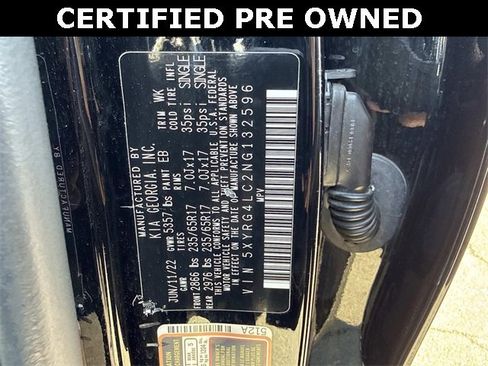 CERTIFIED PRE OWNED
MANUFACTURED BY
KIA GEORGIA, INC.
JUN/11/22 GVWR 5357 lbs PAINT EB TRIM WK
GAWR TIRES RIMS COLD TIRE INFL
FRONT 2866 lbs 235/65R17 7.0JX17 35psi SINGLE
REAR 2976 lbs 235/65R17 7.0JX17 35psi SINGLE
THIS VEHICLE CONFORMS TO ALL APPLICABLE U.S.A. FEDERAL
MOTOR VEHICLE SAFETY AND THEFT PREVENTION STANDARDS
IN EFFECT ON THE DATE OF MANUFACTURE SHOWN ABOVE
VIN 5XYRG4LC2NG132596
MPV
512A